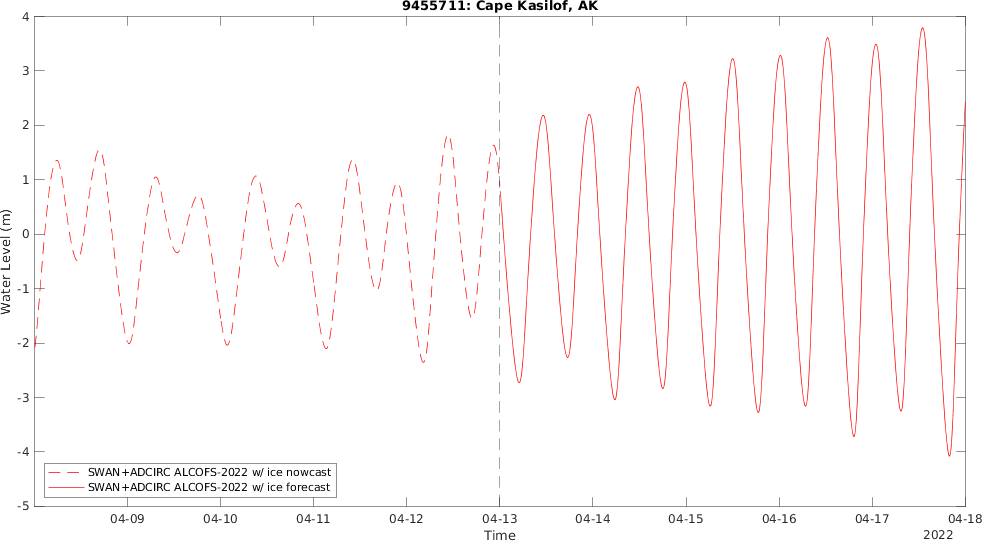 9455711: Cape Kasilof, AK
4
3
2
1
0
-1
-2
-3
-4
-5
Water Level (m)
SWAN+ADCIRC ALCOFS-2022 w/ ice nowcast
SWAN+ADCIRC ALCOFS-2022 w/ ice forecast
04-09 04-10 04-11 04-12 04-13 04-14 04-15 04-16 04-17 04-18
Time
2022